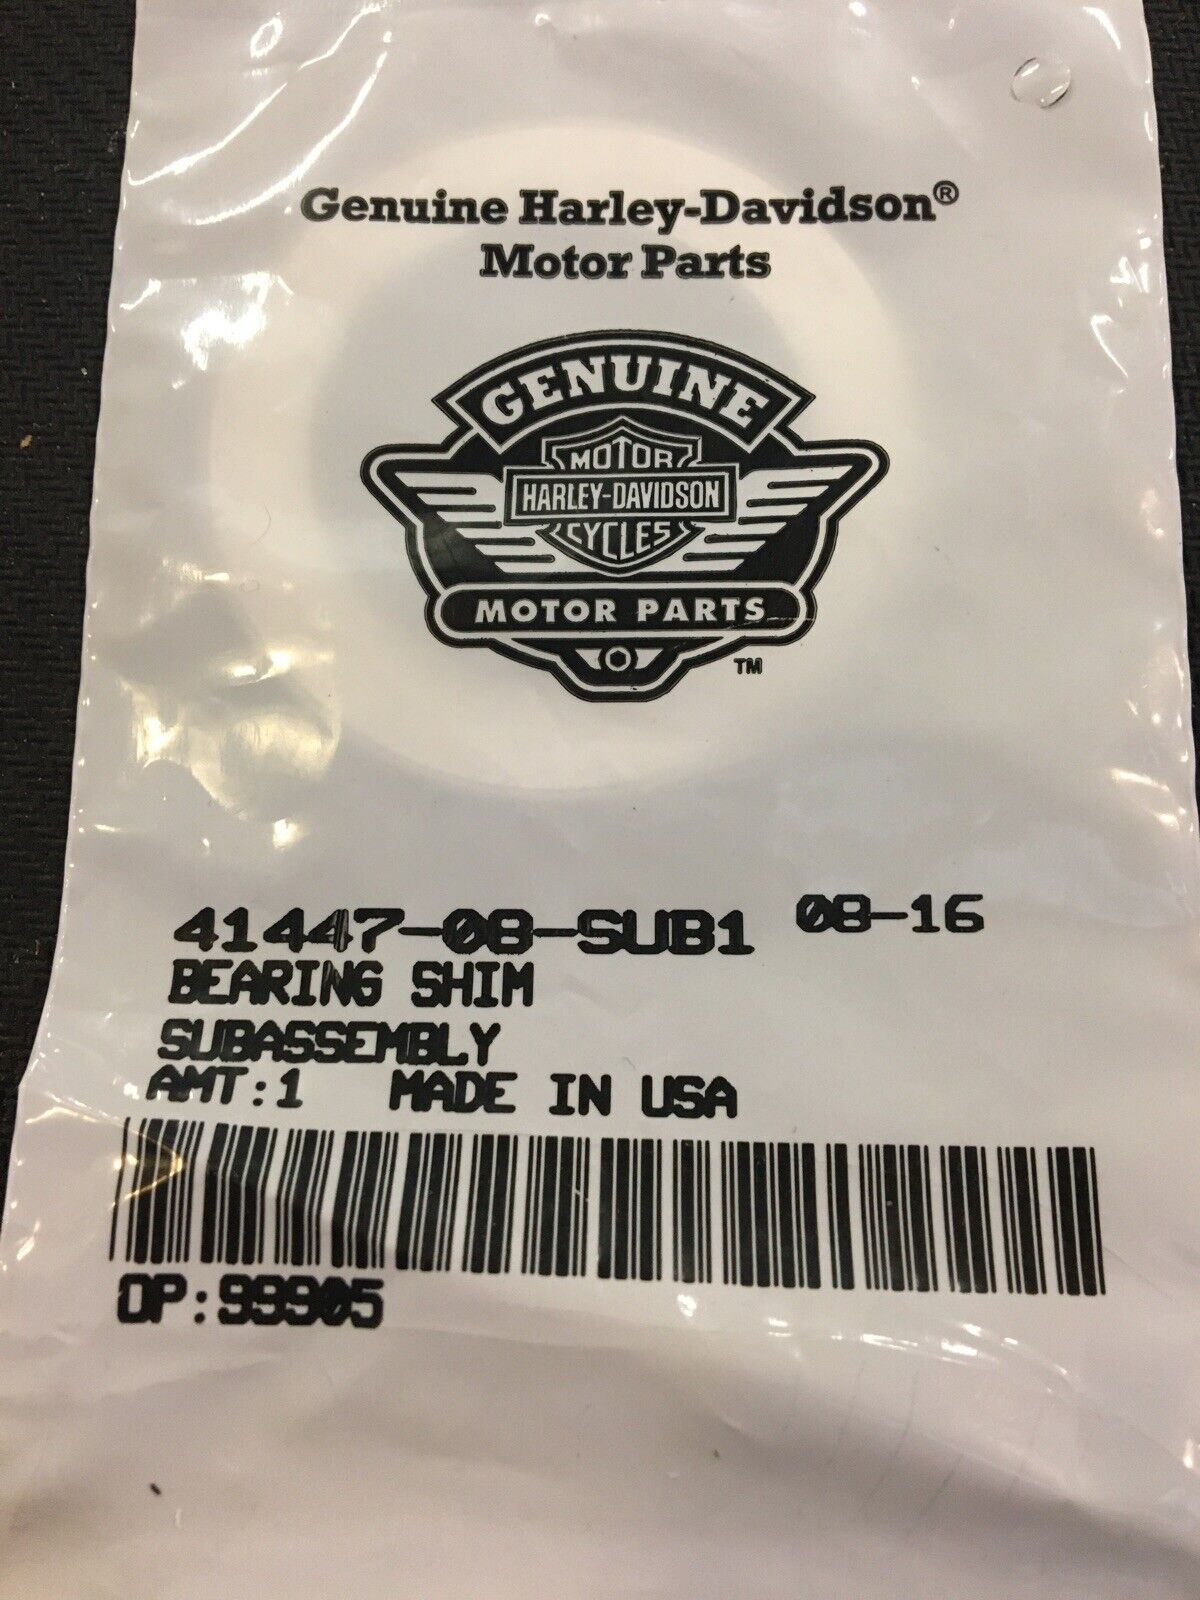 Genuine Harley-Davidson®
Motor Parts
GENUINE
MOTOR
HARLEY-DAVIDSON
CYCLES
MOTOR PARTS
TM
41447-08-SUB1 08-16
BEARING SHIM
SUBASSEMBLY
AMT:1 MADE IN USA
OP:99905